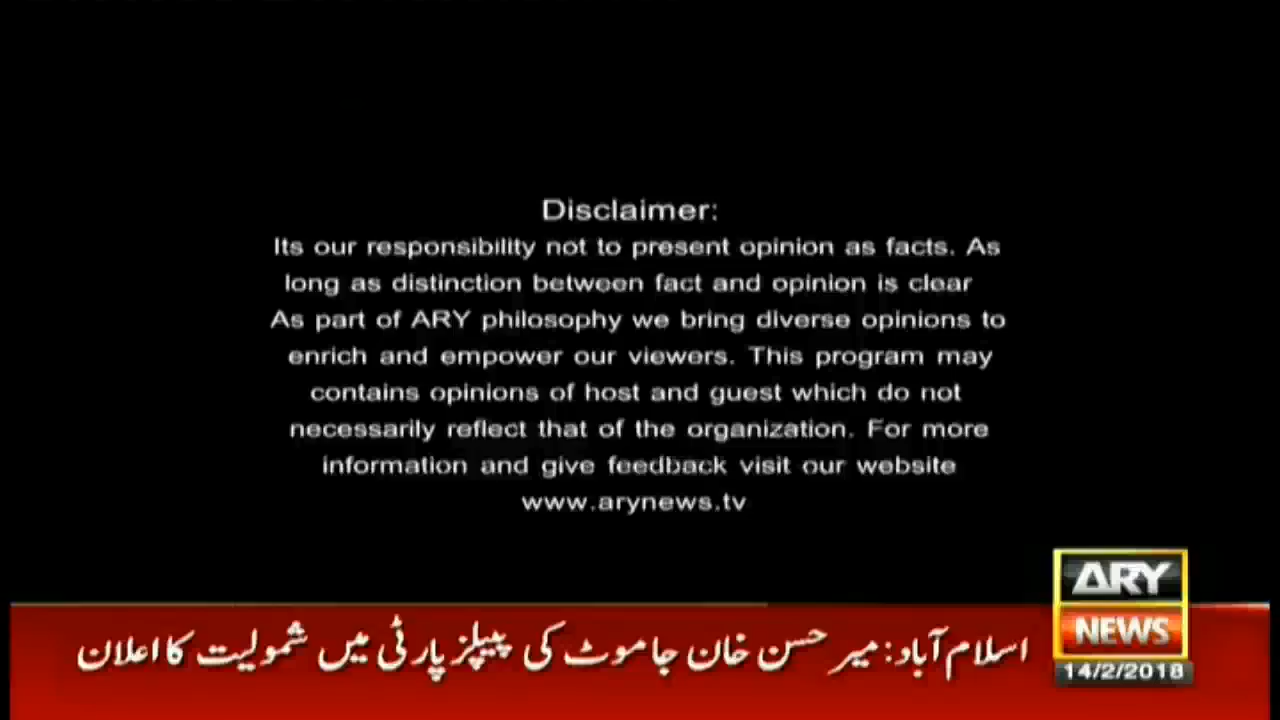 Disclaimer:
Its our responsibility not to present opinion as facts. As
long as distinction between fact and opinion is clear
As part of ARY philosophy we bring diverse opinions to
enrich and empower our viewers. This program may
contains opinions of host and guest which do not
necessarily reflect that of the organization. For more
information and give feedback visit our website
www.arynews.tv
ARY
NEWS
14/2/2018
اسلام آباد: میر حسن خان جاموٹ کی پیپلز پارٹی میں شمولیت کا اعلان